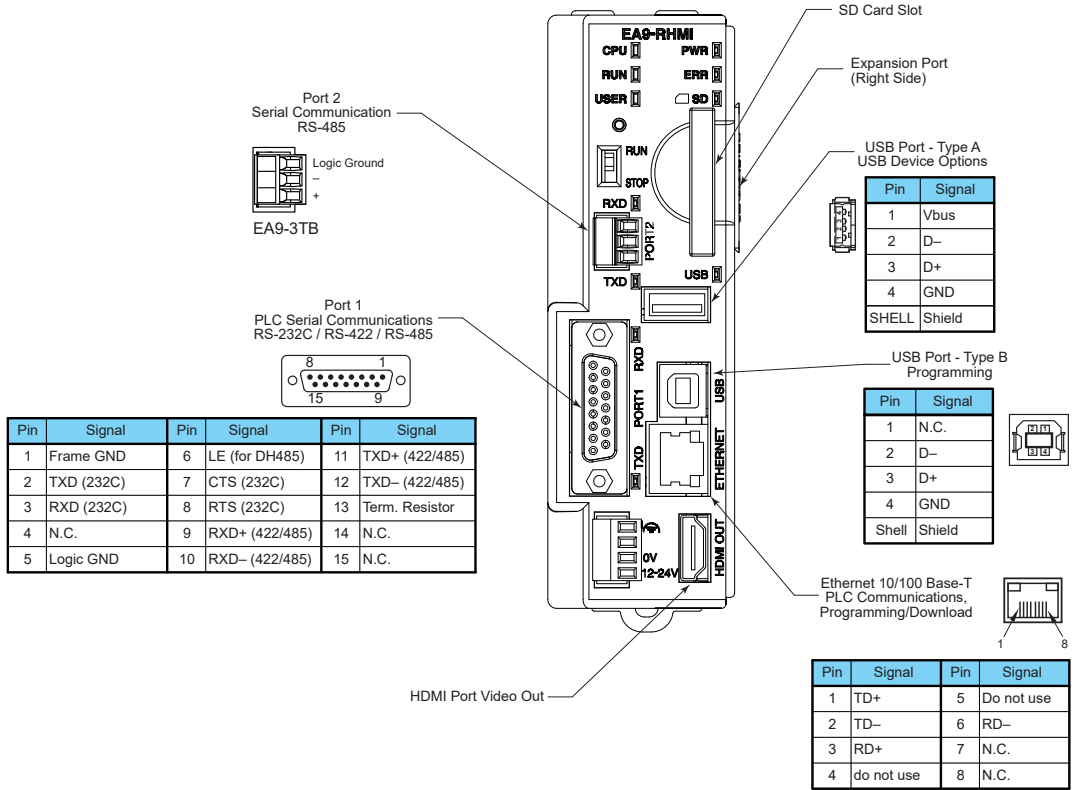 SD Card Slot
EA9-RHMI
CPU PWR
RUN ERR
USER SD
RUN
STOP
RXD
PORT2
TXD
USB
RXD
PORT1
TXD
USB
ETHERNET
0V
12-24V
HDMI OUT
Expansion Port
(Right Side)
Port 2
Serial Communication
RS-485
Logic Ground
–
+
EA9-3TB
USB Port - Type A
USB Device Options
Pin Signal
1 Vbus
2 D–
3 D+
4 GND
SHELL Shield
1 2 3 4
Port 1
PLC Serial Communications
RS-232C / RS-422 / RS-485
8 1
15 9
Pin Signal Pin Signal Pin Signal
1 Frame GND 6 LE (for DH485) 11 TXD+ (422/485)
2 TXD (232C) 7 CTS (232C) 12 TXD– (422/485)
3 RXD (232C) 8 RTS (232C) 13 Term. Resistor
4 N.C. 9 RXD+ (422/485) 14 N.C.
5 Logic GND 10 RXD– (422/485) 15 N.C.
USB Port - Type B
Programming
Pin Signal
1 N.C.
2 D–
3 D+
4 GND
Shell Shield
2 1
3 4
Ethernet 10/100 Base-T
PLC Communications,
Programming/Download
1 8
HDMI Port Video Out
Pin Signal Pin Signal
1 TD+ 5 Do not use
2 TD– 6 RD–
3 RD+ 7 N.C.
4 do not use 8 N.C.